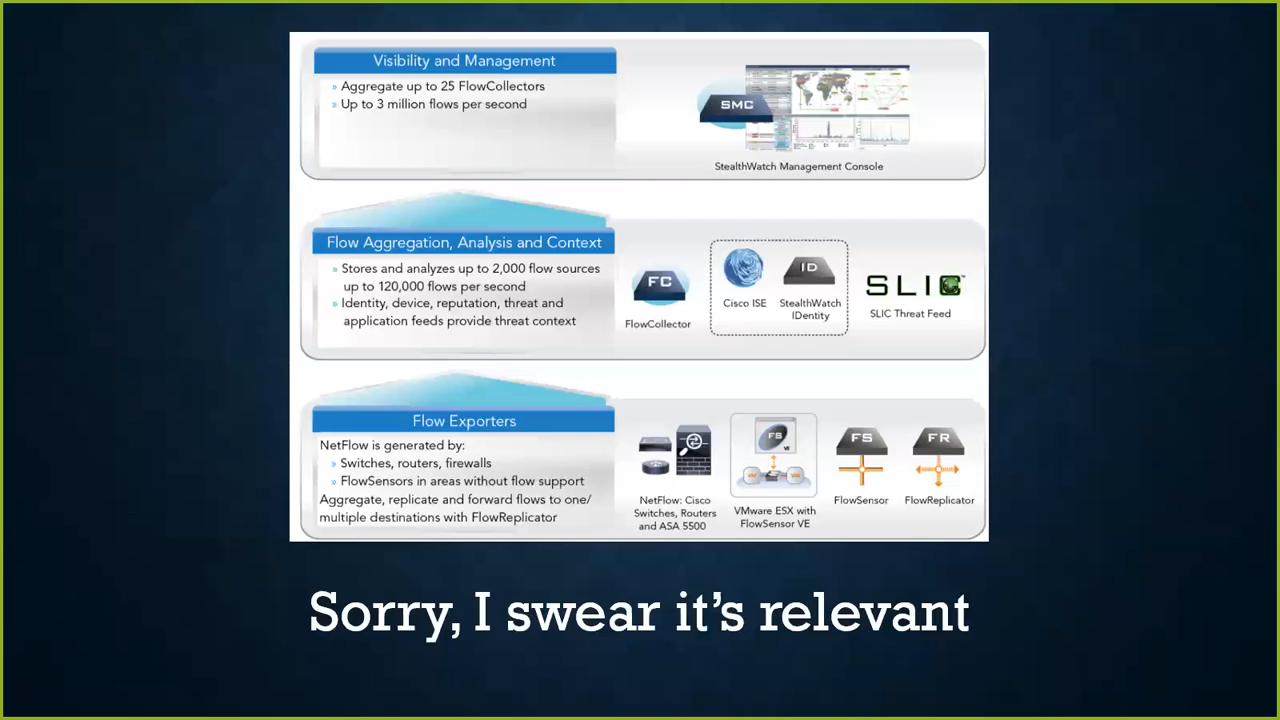 Visibility and Management
» Aggregate up to 25 FlowCollectors
» Up to 3 million flows per second
SMC
StealthWatch Management Console
Flow Aggregation, Analysis and Context
» Stores and analyzes up to 2,000 flow sources
up to 120,000 flows per second
» Identity, device, reputation, threat and
application feeds provide threat context
FC
FlowCollector
Cisco ISE
ID
StealthWatch
IDentity
SLIC
SLIC Threat Feed
Flow Exporters
NetFlow is generated by:
» Switches, routers, firewalls
» FlowSensors in areas without flow support
Aggregate, replicate and forward flows to one/
multiple destinations with FlowReplicator
NetFlow: Cisco
Switches, Routers
and ASA 5500
FS
VE
VM
VM
VMware ESX with
FlowSensor VE
FS
FlowSensor
FR
FlowReplicator
Sorry, I swear it’s relevant